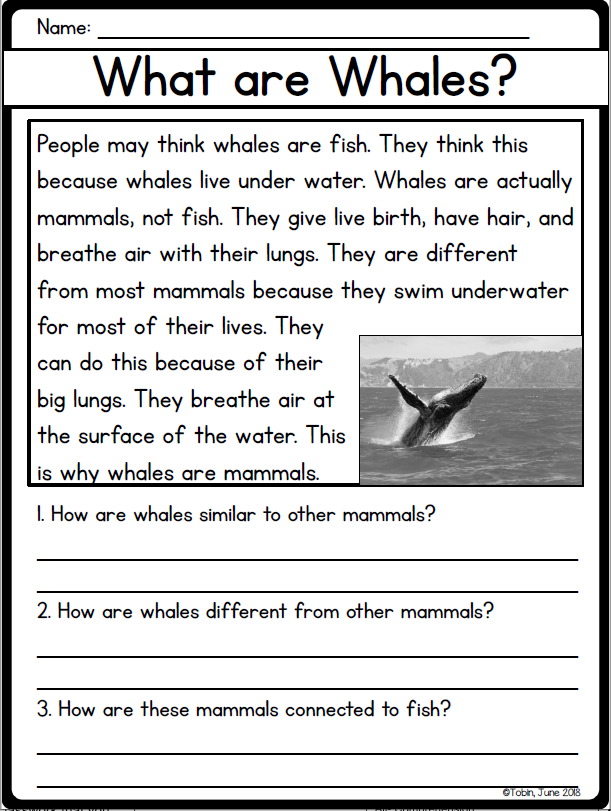 Name:
What are Whales?
People may think whales are fish. They think this
because whales live under water. Whales are actually
mammals, not fish. They give live birth, have hair, and
breathe air with their lungs. They are different
from most mammals because they swim underwater
for most of their lives. They
can do this because of their
big lungs. They breathe air at
the surface of the water. This
is why whales are mammals.
1. How are whales similar to other mammals?
2. How are whales different from other mammals?
3. How are these mammals connected to fish?
©Tobin, June 2018